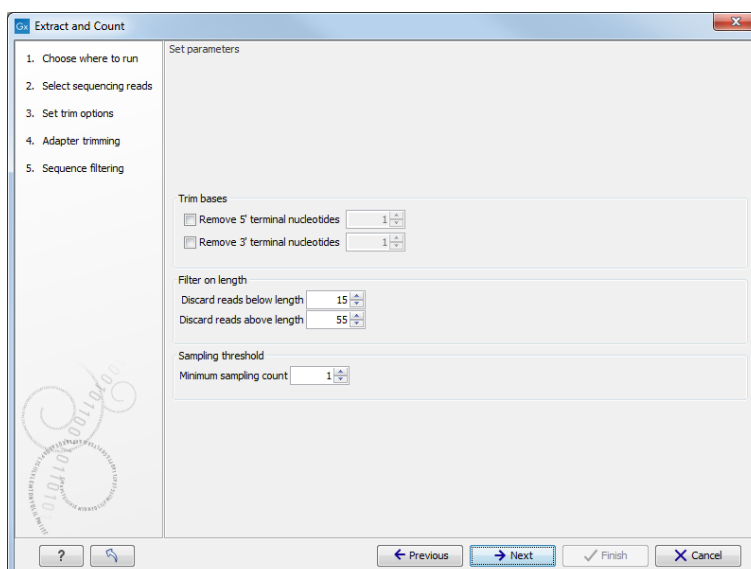 Gx Extract and Count
x
1. Choose where to run
2. Select sequencing reads
3. Set trim options
4. Adapter trimming
5. Sequence filtering
Set parameters
Trim bases
Remove 5' terminal nucleotides 1
Remove 3' terminal nucleotides 1
Filter on length
Discard reads below length 15
Discard reads above length 55
Sampling threshold
Minimum sampling count 1
? Previous Next Finish Cancel